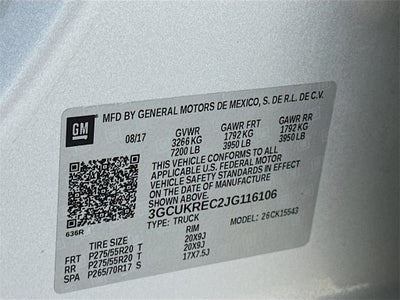 MFD BY GENERAL MOTORS DE MEXICO, S. DE R.L. DE C.V.
GM
08/17 GVWR GAWR FRT GAWR RR
3266 KG 1792 KG 1792 KG
7200 LB 3950 LB 3950 LB
THIS VEHICLE CONFORMS TO ALL
APPLICABLE U.S. FEDERAL MOTOR
VEHICLE SAFETY STANDARDS IN EFFECT
ON THE DATE OF MANUFACTURE
SHOWN ABOVE.
3GCUKREC2JG116106
636R TYPE: TRUCK 26CK15543
TIRE SIZE RIM
FRT P275/55R20 T 20X9J
RR P275/55R20 T 20X9J
SPA P265/70R17 S 17X7.5J